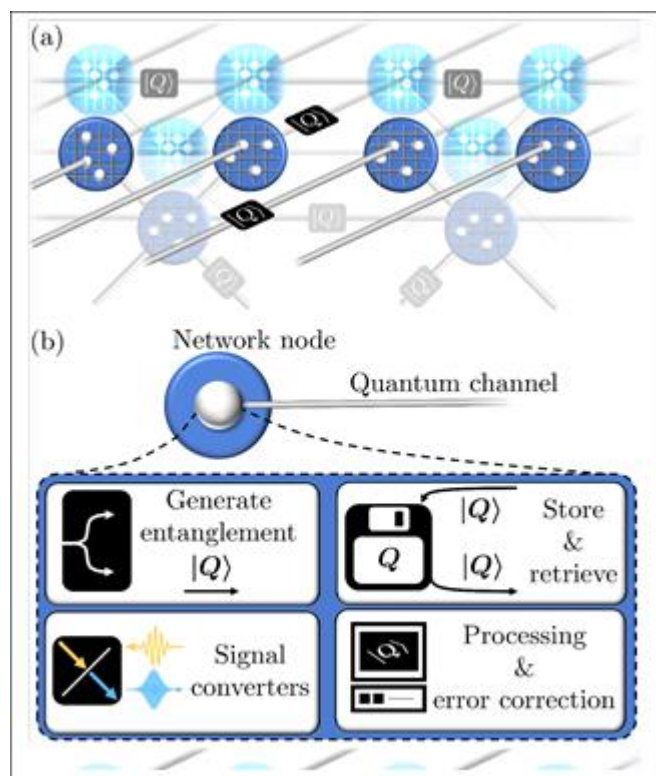 (a)
|Q⟩
|Q⟩
|Q⟩
|Q⟩
|Q⟩
|Q⟩
|Q⟩
(b)
Network node
Quantum channel
Generate
entanglement
|Q⟩
|Q⟩
Q
|Q⟩
Store
&
retrieve
Signal
converters
|Q⟩
Processing
&
error correction